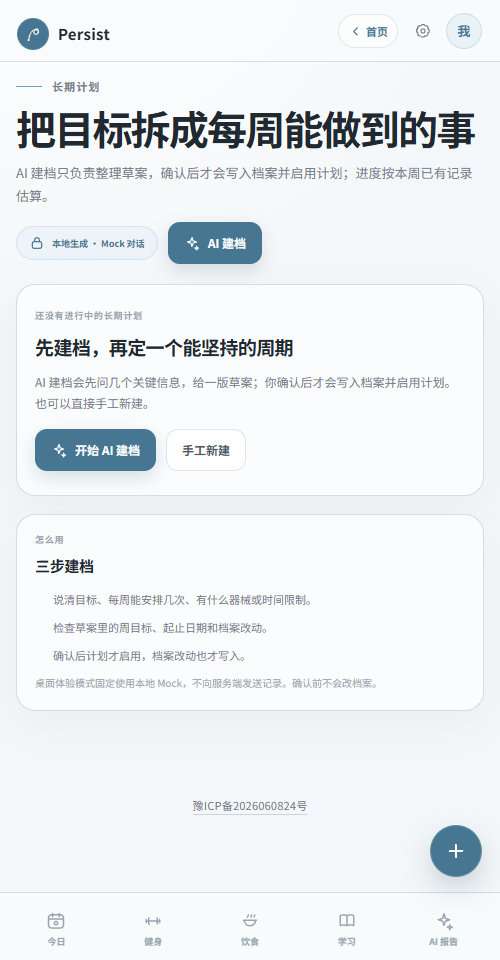 Persist
首页
我
长期计划
把目标拆成每周能做到的事
AI 建档只负责整理草案，确认后才会写入档案并启用计划；进度按本周已有记录
估算。
本地生成 · Mock 对话
AI 建档
还没有进行中的长期计划
先建档，再定一个能坚持的周期
AI 建档会先问几个关键信息，给一版草案；你确认后才会写入档案并启用计划。
也可以直接手工新建。
开始 AI 建档
手工新建
怎么用
三步建档
说清目标、每周能安排几次、有什么器械或时间限制。
检查草案里的周目标、起止日期和档案改动。
确认后计划才启用，档案改动也才写入。
桌面体验模式固定使用本地 Mock，不向服务端发送记录。确认前不会改档案。
豫ICP备2026060824号
今日
健身
饮食
学习
AI 报告